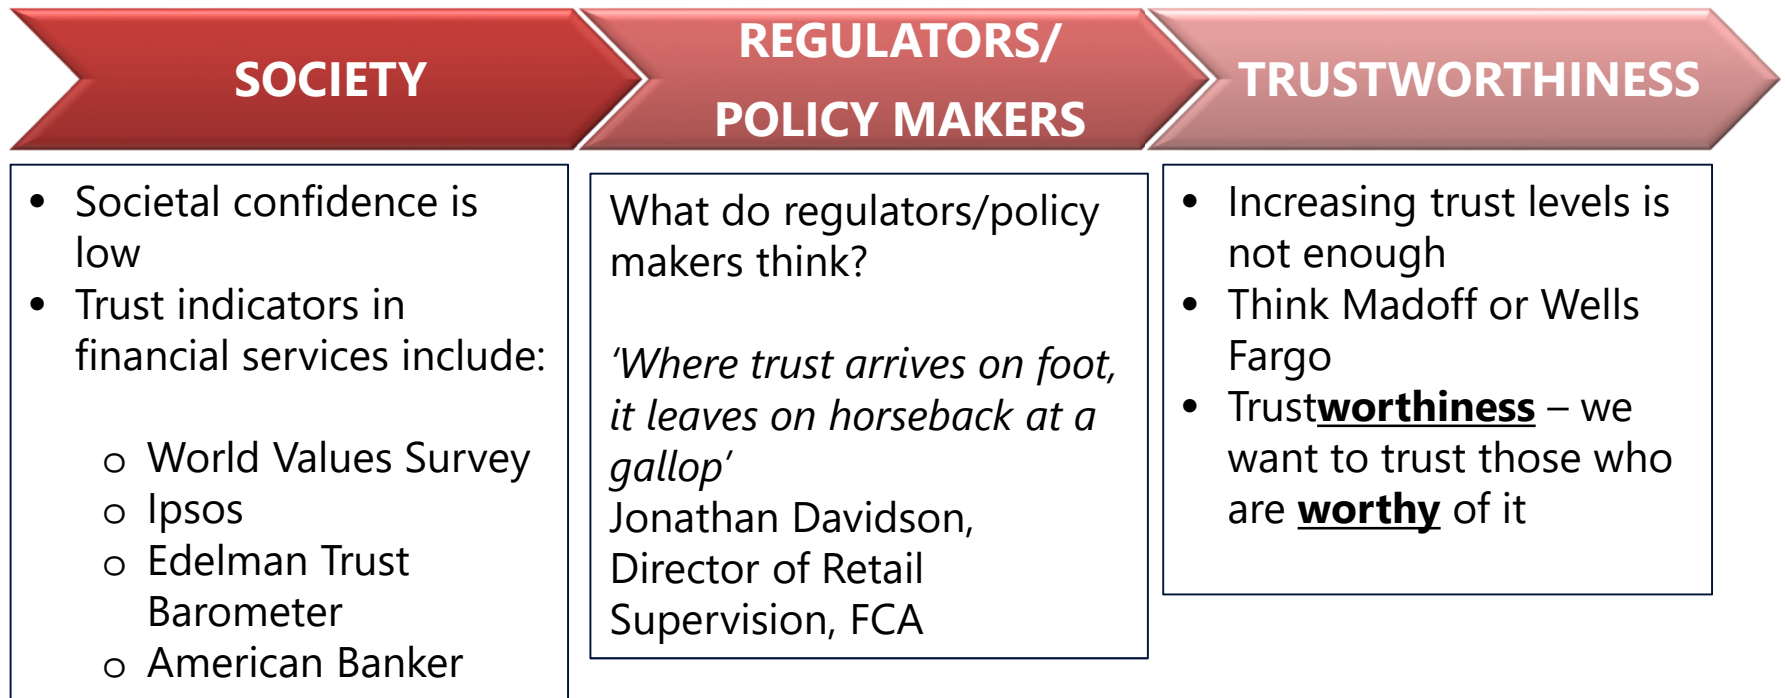 SOCIETY
REGULATORS/
POLICY MAKERS
TRUSTWORTHINESS
• Societal confidence is
low
• Trust indicators in
financial services include:
o World Values Survey
o Ipsos
o Edelman Trust
Barometer
o American Banker
What do regulators/policy
makers think?
‘Where trust arrives on foot,
it leaves on horseback at a
gallop’
Jonathan Davidson,
Director of Retail
Supervision, FCA
• Increasing trust levels is
not enough
• Think Madoff or Wells
Fargo
• Trustworthiness – we
want to trust those who
are worthy of it